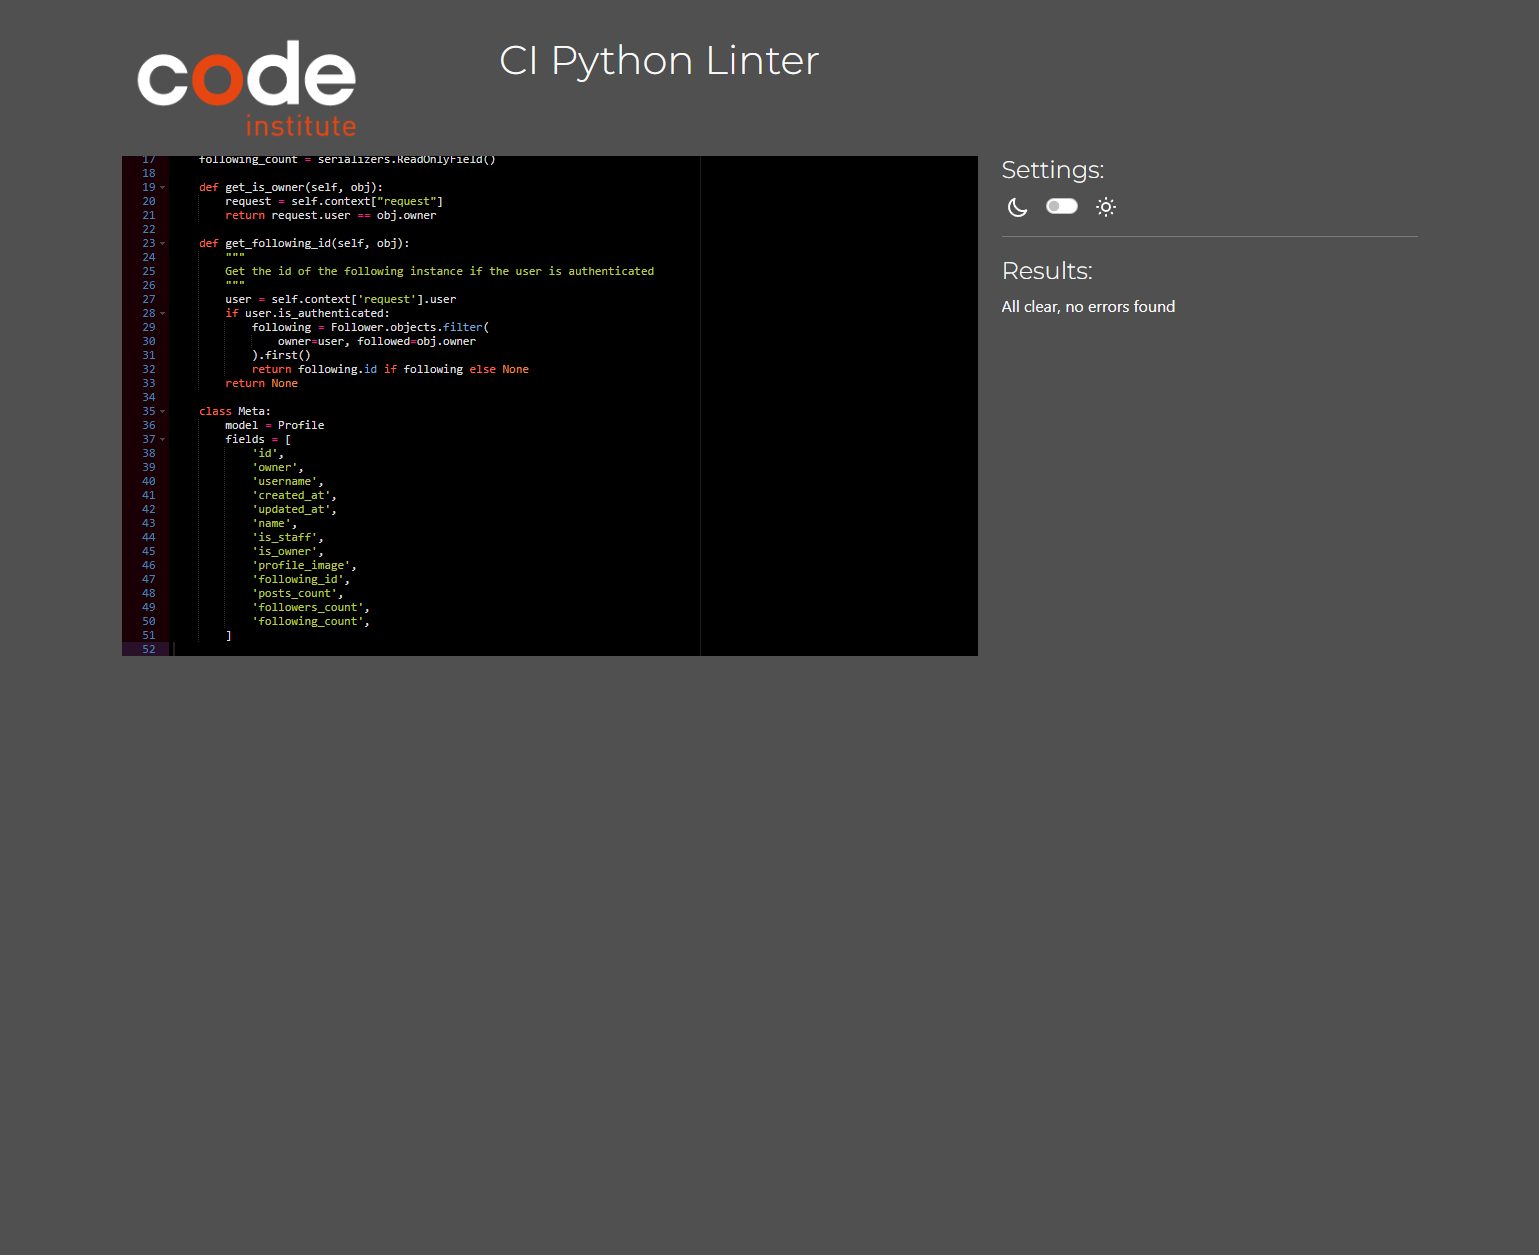 code
institute
CI Python Linter
17 following_count = serializers.ReadOnlyField()
18
19 def get_is_owner(self, obj):
20 request = self.context["request"]
21 return request.user == obj.owner
22
23 def get_following_id(self, obj):
24 """
25 Get the id of the following instance if the user is authenticated
26 """
27 user = self.context['request'].user
28 if user.is_authenticated:
29 following = Follower.objects.filter(
30 owner=user, followed=obj.owner
31 ).first()
32 return following.id if following else None
33 return None
34
35 class Meta:
36 model = Profile
37 fields = [
38 'id',
39 'owner',
40 'username',
41 'created_at',
42 'updated_at',
43 'name',
44 'is_staff',
45 'is_owner',
46 'profile_image',
47 'following_id',
48 'posts_count',
49 'followers_count',
50 'following_count',
51 ]
52
Settings:
Results:
All clear, no errors found